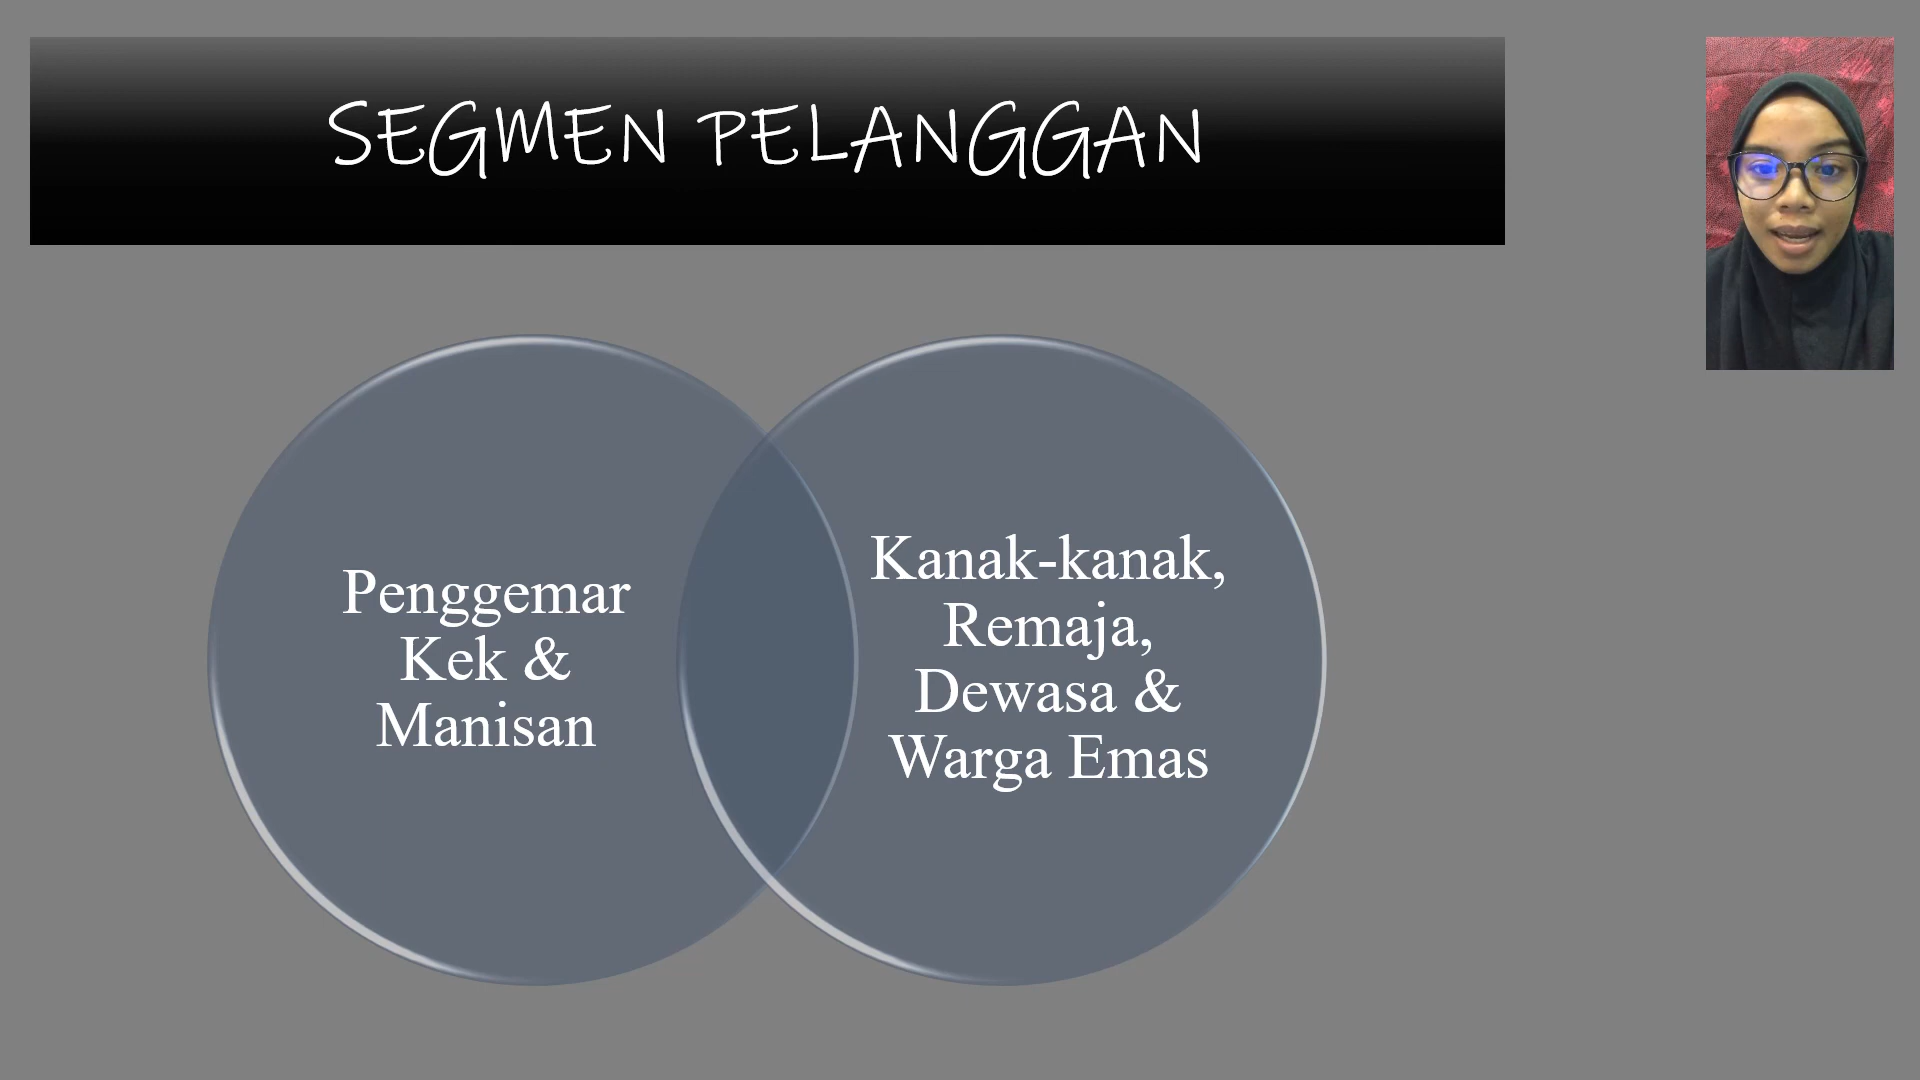 SEGMEN PELANGGAN
Penggemar
Kek &
Manisan
Kanak-kanak,
Remaja,
Dewasa &
Warga Emas